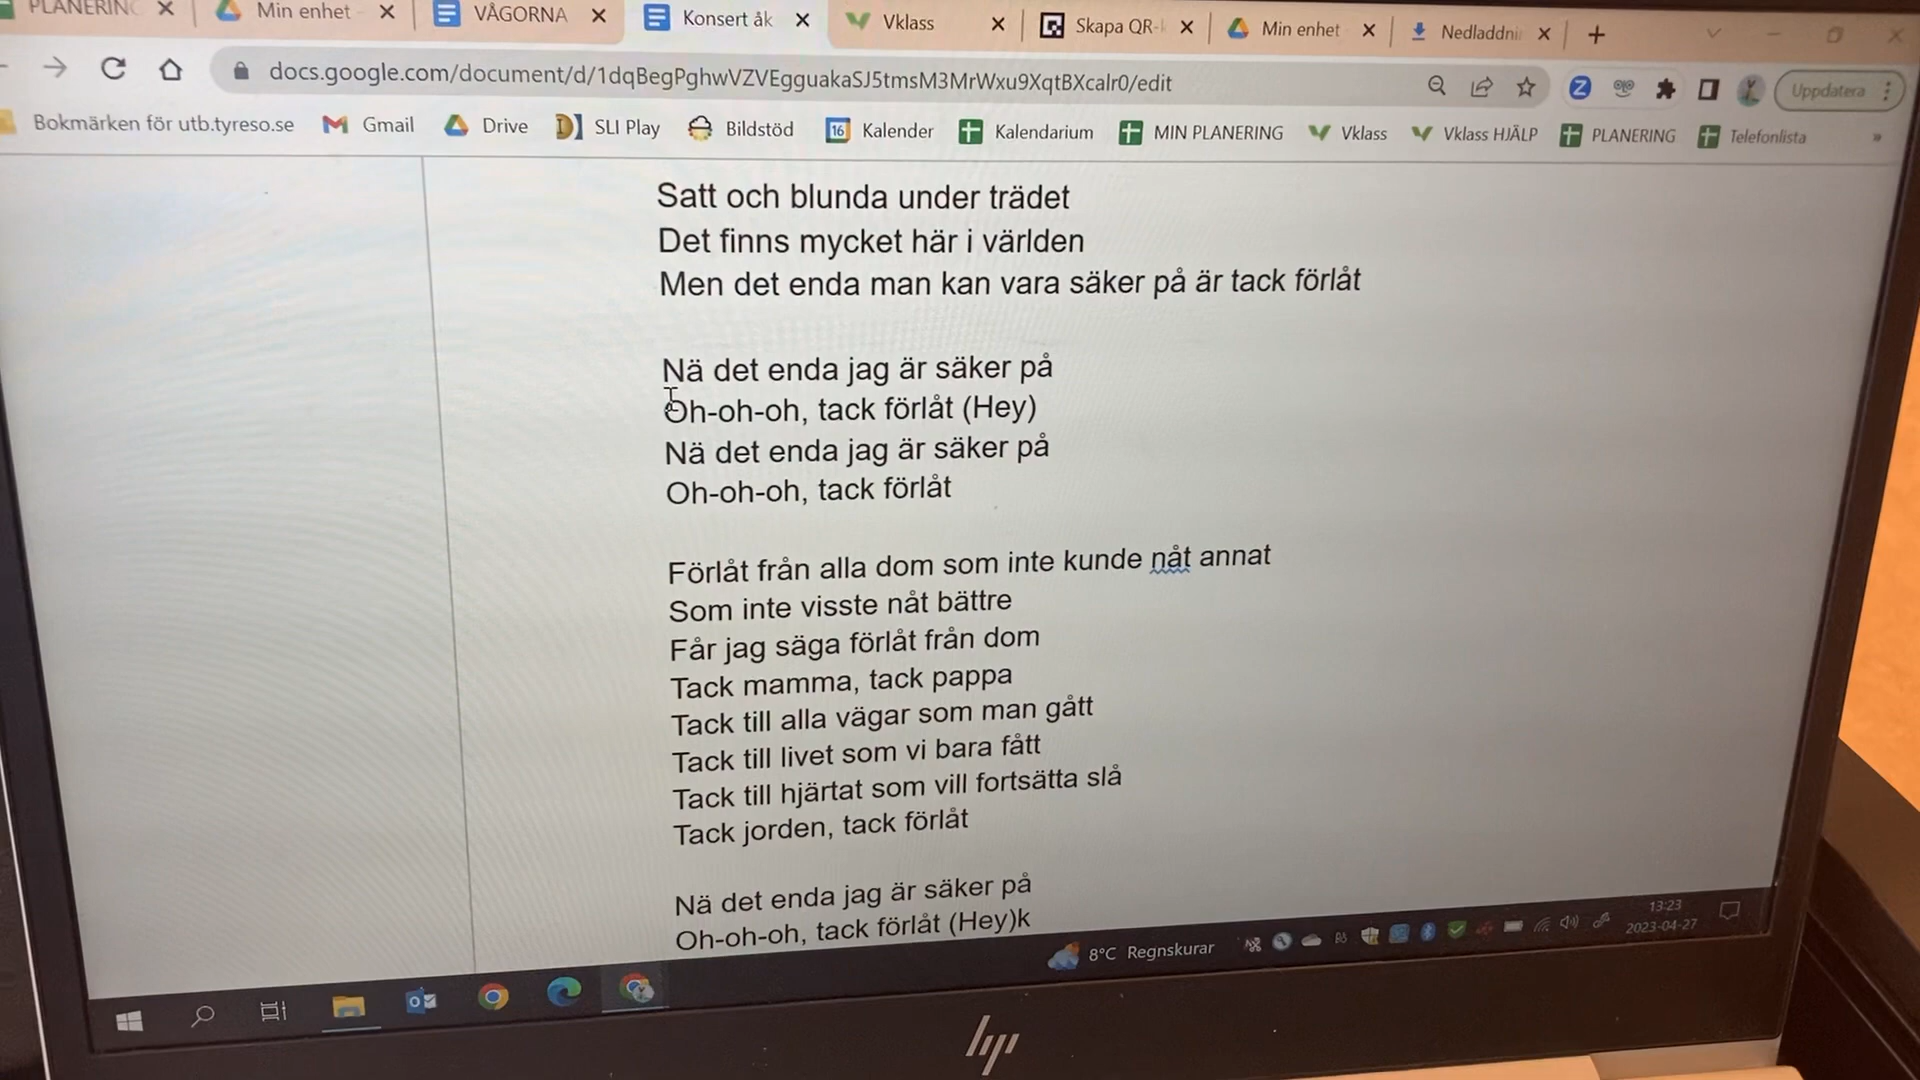 PLANERING
Min enhet
VÅGORNA
Konsert åk
Vklass
Skapa QR-k
Min enhet
Nedladdni
docs.google.com/document/d/1dqBegPghwVZVEgguakaSJ5tmsM3MrWxu9XqtBXcalr0/edit
Uppdatera
Bokmärken för utb.tyreso.se Gmail Drive SLI Play Bildstöd 16 Kalender Kalendarium MIN PLANERING Vklass Vklass HJÄLP PLANERING Telefonlista »
Satt och blunda under trädet
Det finns mycket här i världen
Men det enda man kan vara säker på är tack förlåt
Nä det enda jag är säker på
Oh-oh-oh, tack förlåt (Hey)
Nä det enda jag är säker på
Oh-oh-oh, tack förlåt
Förlåt från alla dom som inte kunde nåt annat
Som inte visste nåt bättre
Får jag säga förlåt från dom
Tack mamma, tack pappa
Tack till alla vägar som man gått
Tack till livet som vi bara fått
Tack till hjärtat som vill fortsätta slå
Tack jorden, tack förlåt
Nä det enda jag är säker på
Oh-oh-oh, tack förlåt (Hey)k
8°C Regnskurar
13:23
2023-04-27
hp